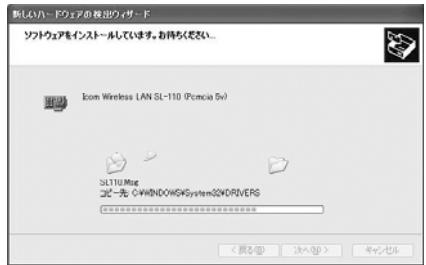 新しいハードウェアの検出ウィザード
ソフトウェアをインストールしています。お待ちください...
Icom Wireless LAN SL-110 (Pcmcia 5v)
SL110.Msg
コピー先: C:¥WINDOWS¥System32¥DRIVERS
< 戻る(B)
次へ(N) >
キャンセル